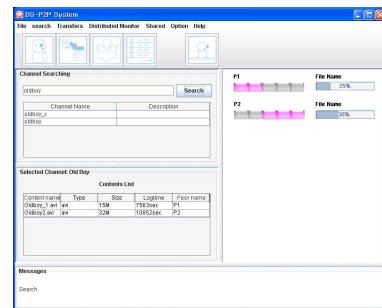 DS-P2P System
File search Transfers Distributed Monitor Shared Option Help
Channel Searching
oldboy Search
Channel Name Description
oldboy_c
oldboy
Selected Channel: Old Boy
Contents List
Content name Type Size Logtime Peer name
Oldboy_1.avi avi 15M 7563sec P1
Oldboy2.avi avi 32M 10852sec P2
P1 File Name
25%
P2 File Name
30%
Messages
Search